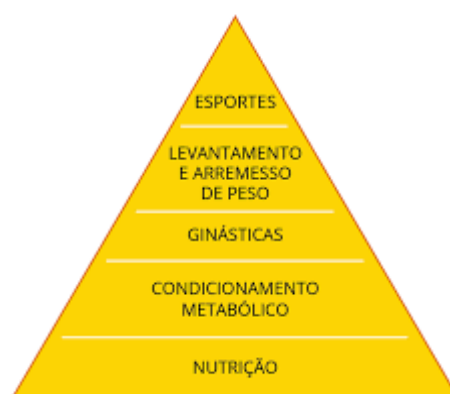 ESPORTES
LEVANTAMENTO
E ARREMESSO
DE PESO
GINÁSTICAS
CONDICIONAMENTO
METABÓLICO
NUTRIÇÃO